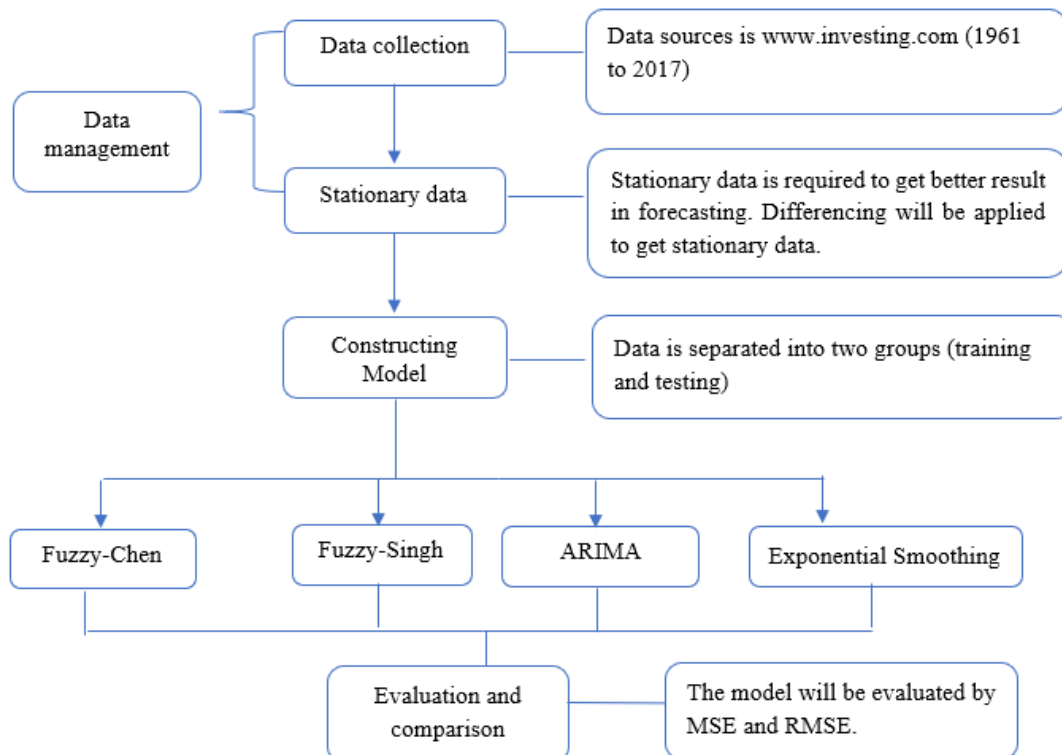 Data collection
Data sources is www.investing.com (1961
to 2017)
Data
management
Stationary data
Stationary data is required to get better result
in forecasting. Differencing will be applied
to get stationary data.
Constructing
Model
Data is separated into two groups (training
and testing)
Fuzzy-Chen
Fuzzy-Singh
ARIMA
Exponential Smoothing
Evaluation and
comparison
The model will be evaluated by
MSE and RMSE.